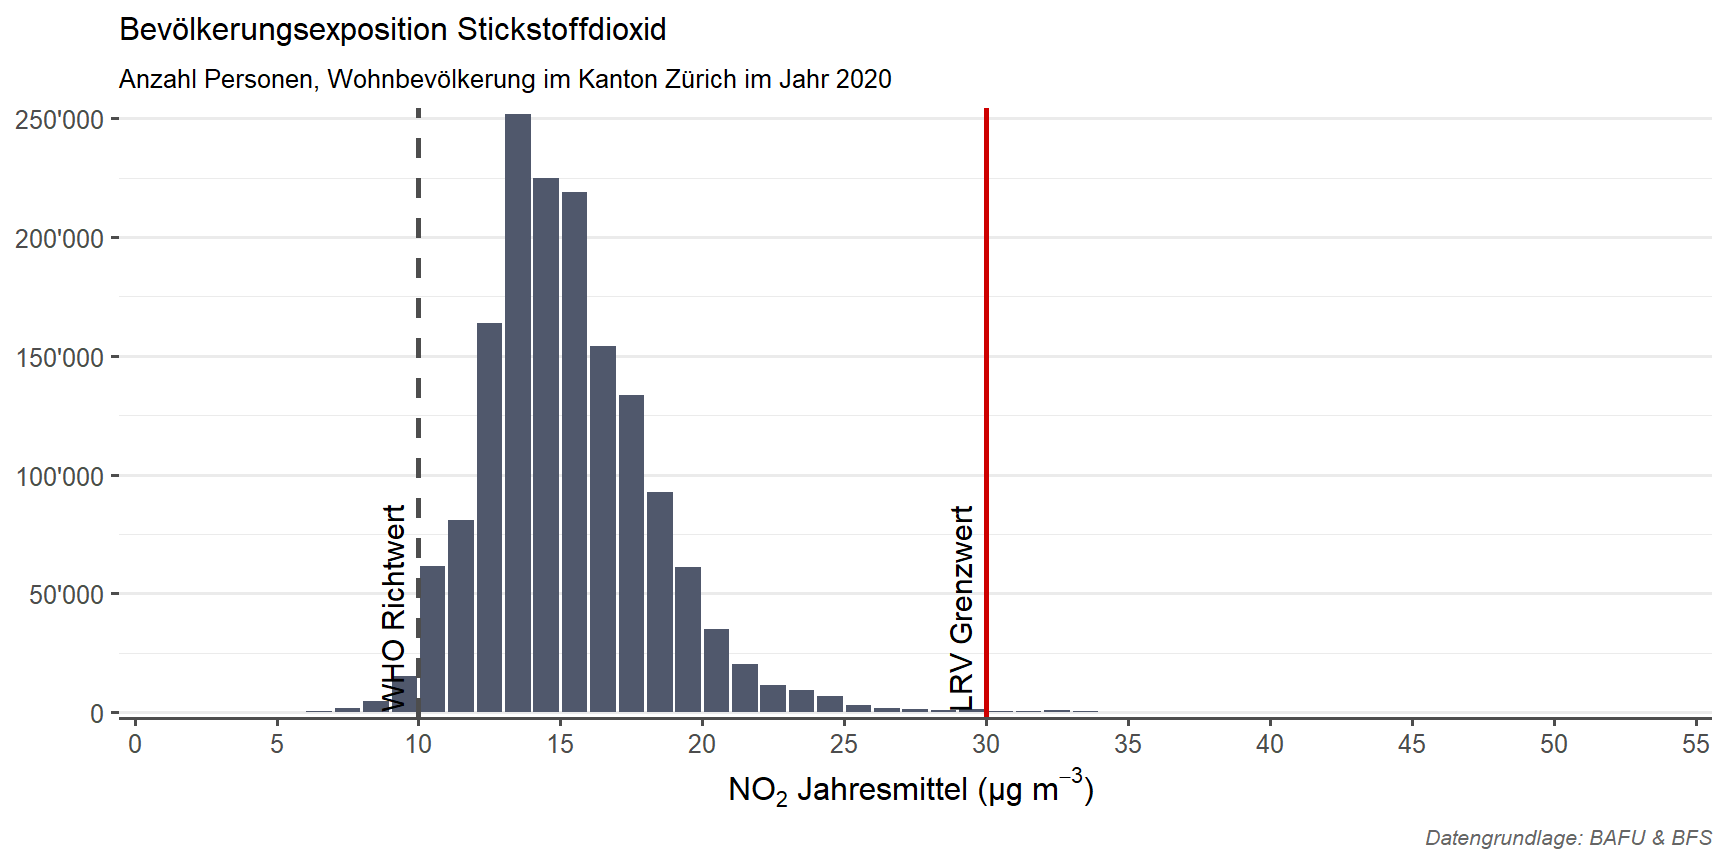 Bevölkerungsexposition Stickstoffdioxid
Anzahl Personen, Wohnbevölkerung im Kanton Zürich im Jahr 2020
250'000
200'000
150'000
100'000
50'000
0
WHO Richtwert
LRV Grenzwert
0 5 10 15 20 25 30 35 40 45 50 55
NO₂ Jahresmittel (µg m⁻³)
Datengrundlage: BAFU & BFS